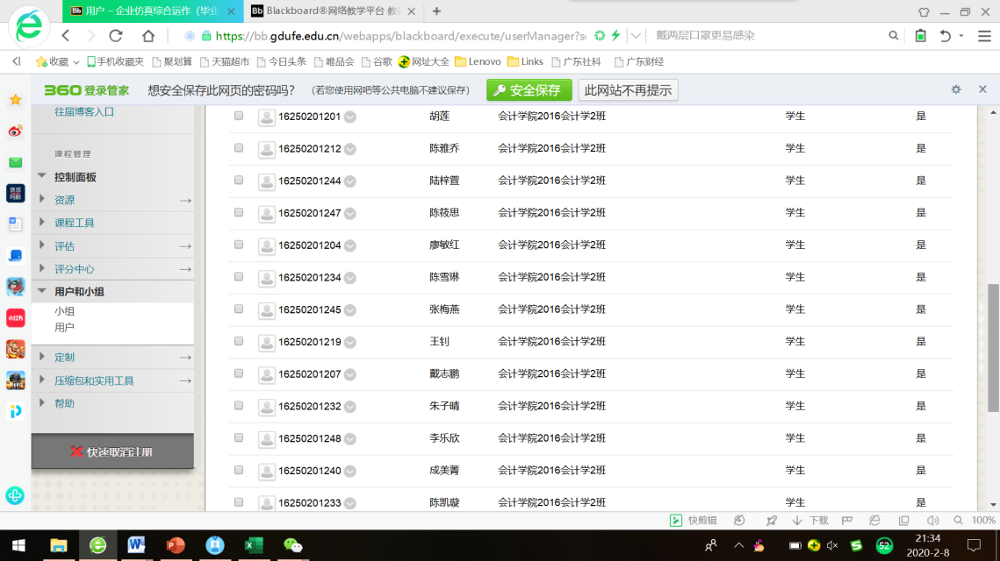 用户 – 企业仿真综合运作（毕业
Blackboard®网络教学平台 教
https://bb.gdufe.edu.cn/webapps/blackboard/execute/userManager?s
戴两层口罩更易感染
收藏 手机收藏夹 聚划算 天猫超市 今日头条 唯品会 谷歌 网址大全 Lenovo Links 广东社科 广东财经
360 登录管家 想安全保存此网页的密码吗? (若您使用网吧等公共电脑不建议保存) 安全保存 此网站不再提示
往届博客入口
课程管理
控制面板
资源
课程工具
评估
评分中心
用户和小组
小组
用户
定制
压缩包和实用工具
帮助
快速取消注册
16250201201 胡莲 会计学院2016会计学2班 学生 是
16250201212 陈雅乔 会计学院2016会计学2班 学生 是
16250201244 陆梓萱 会计学院2016会计学2班 学生 是
16250201247 陈筱思 会计学院2016会计学2班 学生 是
16250201204 廖敏红 会计学院2016会计学2班 学生 是
16250201234 陈雪琳 会计学院2016会计学2班 学生 是
16250201245 张梅燕 会计学院2016会计学2班 学生 是
16250201219 王钊 会计学院2016会计学2班 学生 是
16250201207 戴志鹏 会计学院2016会计学2班 学生 是
16250201232 朱子晴 会计学院2016会计学2班 学生 是
16250201248 李乐欣 会计学院2016会计学2班 学生 是
16250201240 成美菁 会计学院2016会计学2班 学生 是
16250201233 陈凯璇 会计学院2016会计学2班 学生 是
快剪辑 下载 100%
52
21:34
2020-2-8